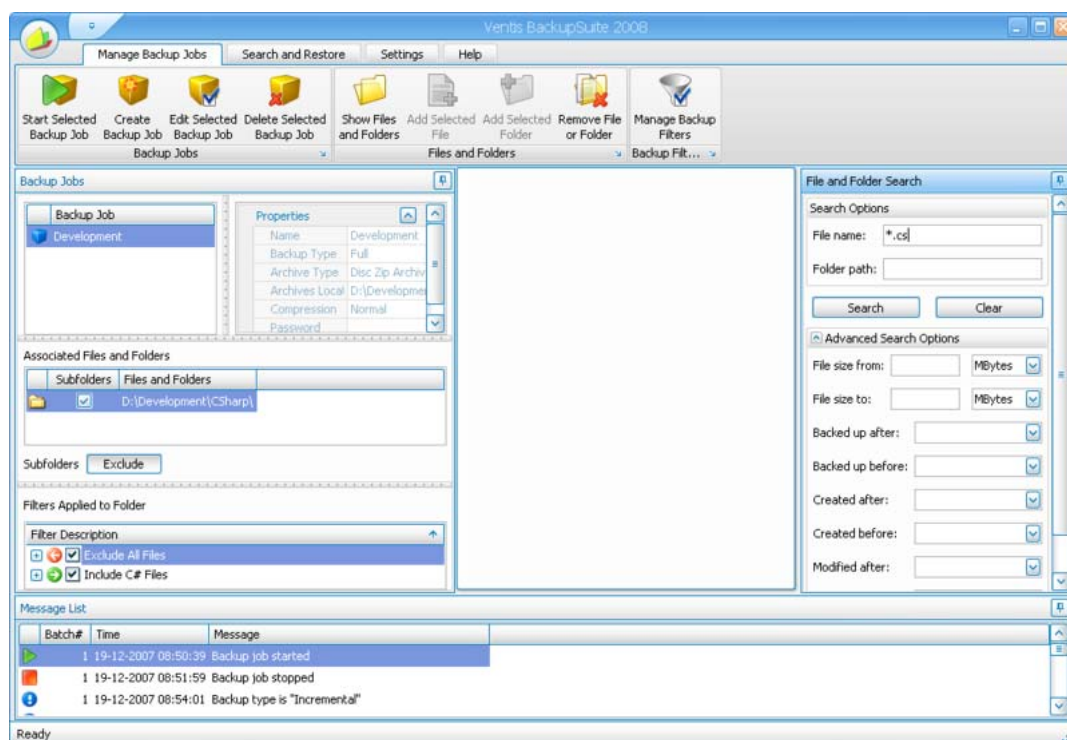 Ventis BackupSuite 2008
Manage Backup Jobs Search and Restore Settings Help
Start Selected Backup Job
Create Backup Job
Edit Selected Backup Job
Delete Selected Backup Job
Show Files and Folders
Add Selected File
Add Selected Folder
Remove File or Folder
Manage Backup Filters
Backup Jobs
Files and Folders
Backup Filt...
Backup Jobs
Backup Job
Development
Properties
Name Development
Backup Type Full
Archive Type Disc Zip Archiv
Archives Local D:\Developmer
Compression Normal
Password
Associated Files and Folders
Subfolders Files and Folders
D:\Development\CSharp\
Subfolders Exclude
Filters Applied to Folder
Filter Description
Exclude All Files
Include C# Files
File and Folder Search
Search Options
File name: *.cs
Folder path:
Search Clear
Advanced Search Options
File size from: MBytes
File size to: MBytes
Backed up after:
Backed up before:
Created after:
Created before:
Modified after:
Message List
Batch# Time Message
1 19-12-2007 08:50:39 Backup job started
1 19-12-2007 08:51:59 Backup job stopped
1 19-12-2007 08:54:01 Backup type is "Incremental"
Ready